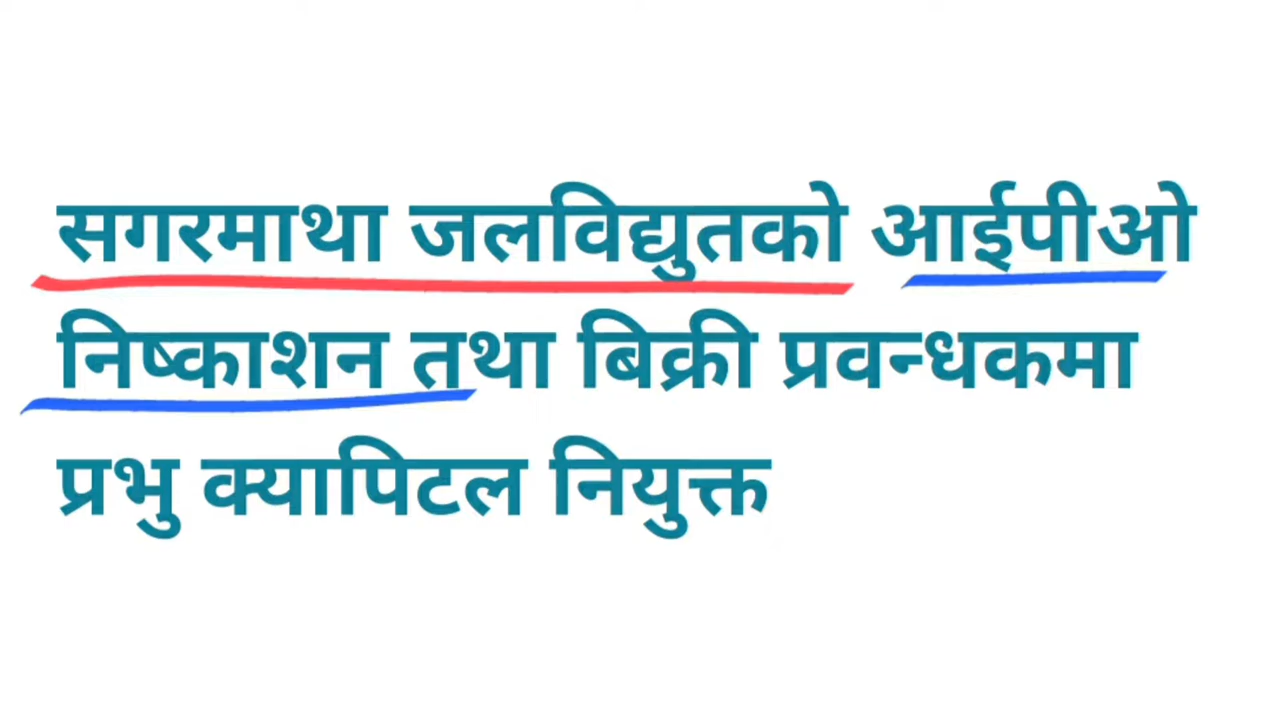 सगरमाथा जलविद्युतको आईपीओ
निष्काशन तथा बिक्री प्रवन्धकमा
प्रभु क्यापिटल नियुक्त